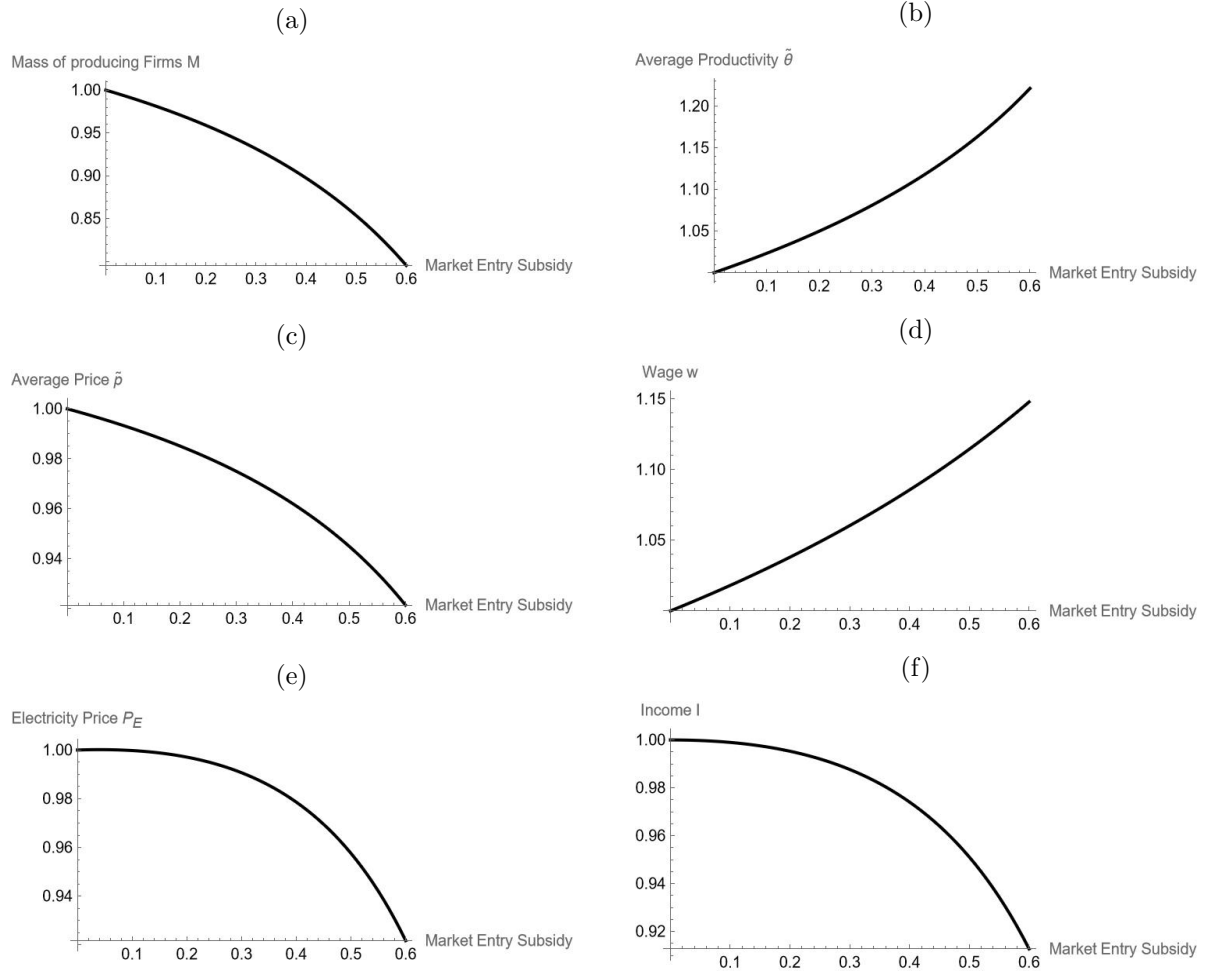 (a)
Mass of producing Firms M
1.00
0.95
0.90
0.85
0.1 0.2 0.3 0.4 0.5 0.6
Market Entry Subsidy
(b)
Average Productivity θ̃
1.20
1.15
1.10
1.05
0.1 0.2 0.3 0.4 0.5 0.6
Market Entry Subsidy
(c)
Average Price p̃
1.00
0.98
0.96
0.94
0.1 0.2 0.3 0.4 0.5 0.6
Market Entry Subsidy
(d)
Wage w
1.15
1.10
1.05
0.1 0.2 0.3 0.4 0.5 0.6
Market Entry Subsidy
(e)
Electricity Price P_E
1.00
0.98
0.96
0.94
0.1 0.2 0.3 0.4 0.5 0.6
Market Entry Subsidy
(f)
Income I
1.00
0.98
0.96
0.94
0.92
0.1 0.2 0.3 0.4 0.5 0.6
Market Entry Subsidy